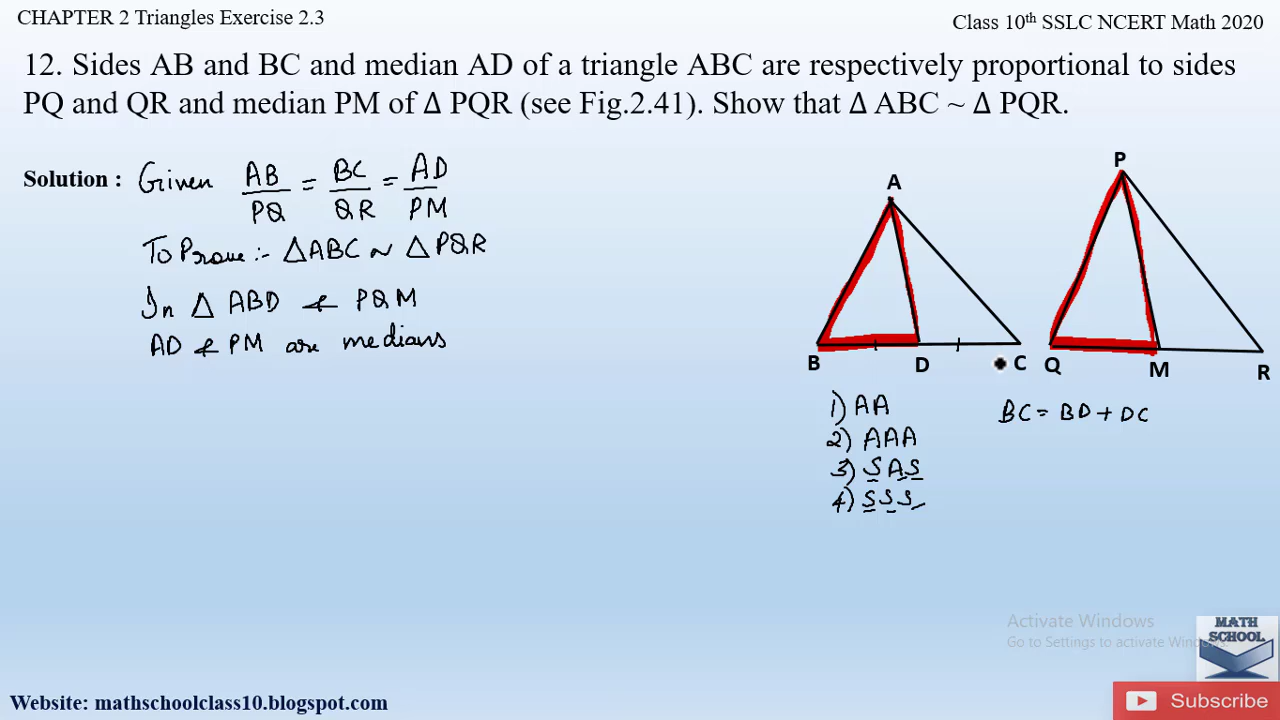 CHAPTER 2 Triangles Exercise 2.3
Class 10th SSLC NCERT Math 2020
12. Sides AB and BC and median AD of a triangle ABC are respectively proportional to sides
PQ and QR and median PM of Δ PQR (see Fig.2.41). Show that Δ ABC ~ Δ PQR.
Solution : Given AB/PQ = BC/QR = AD/PM
To Prove :- △ABC ~ △PQR
In △ ABD & PQM
AD & PM are medians
A
B
D
C
P
Q
M
R
1) AA
2) AAA
3) SAS
4) SSS
BC = BD + DC
Activate Windows
Go to Settings to activate Windows.
MATH
SCHOOL
Website: mathschoolclass10.blogspot.com
Subscribe